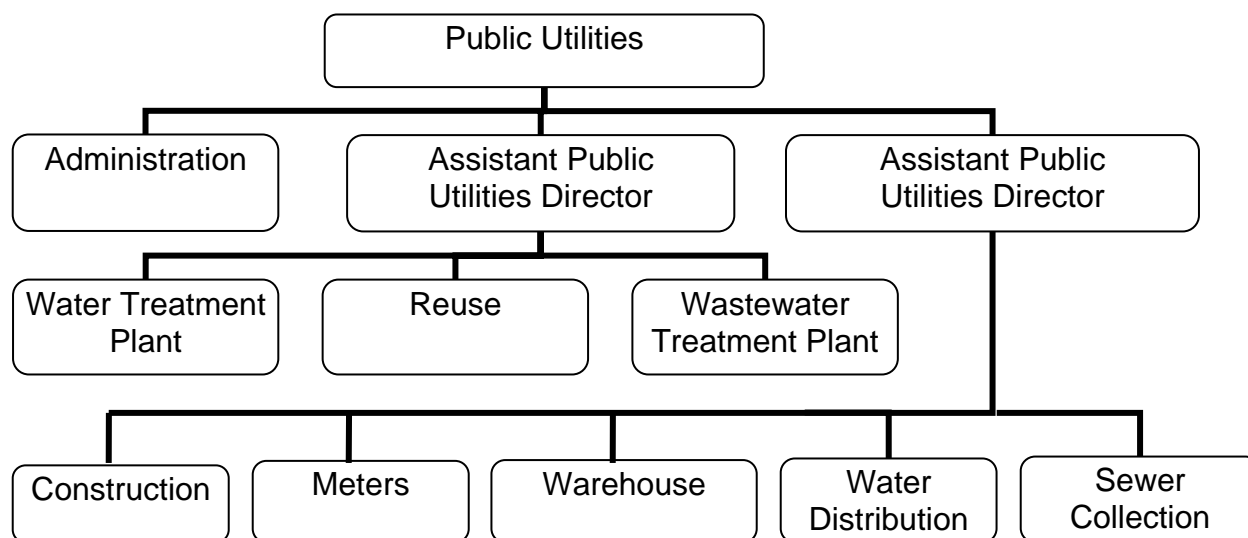 Public Utilities
Administration
Assistant Public
Utilities Director
Assistant Public
Utilities Director
Water Treatment
Plant
Reuse
Wastewater
Treatment Plant
Construction
Meters
Warehouse
Water
Distribution
Sewer
Collection